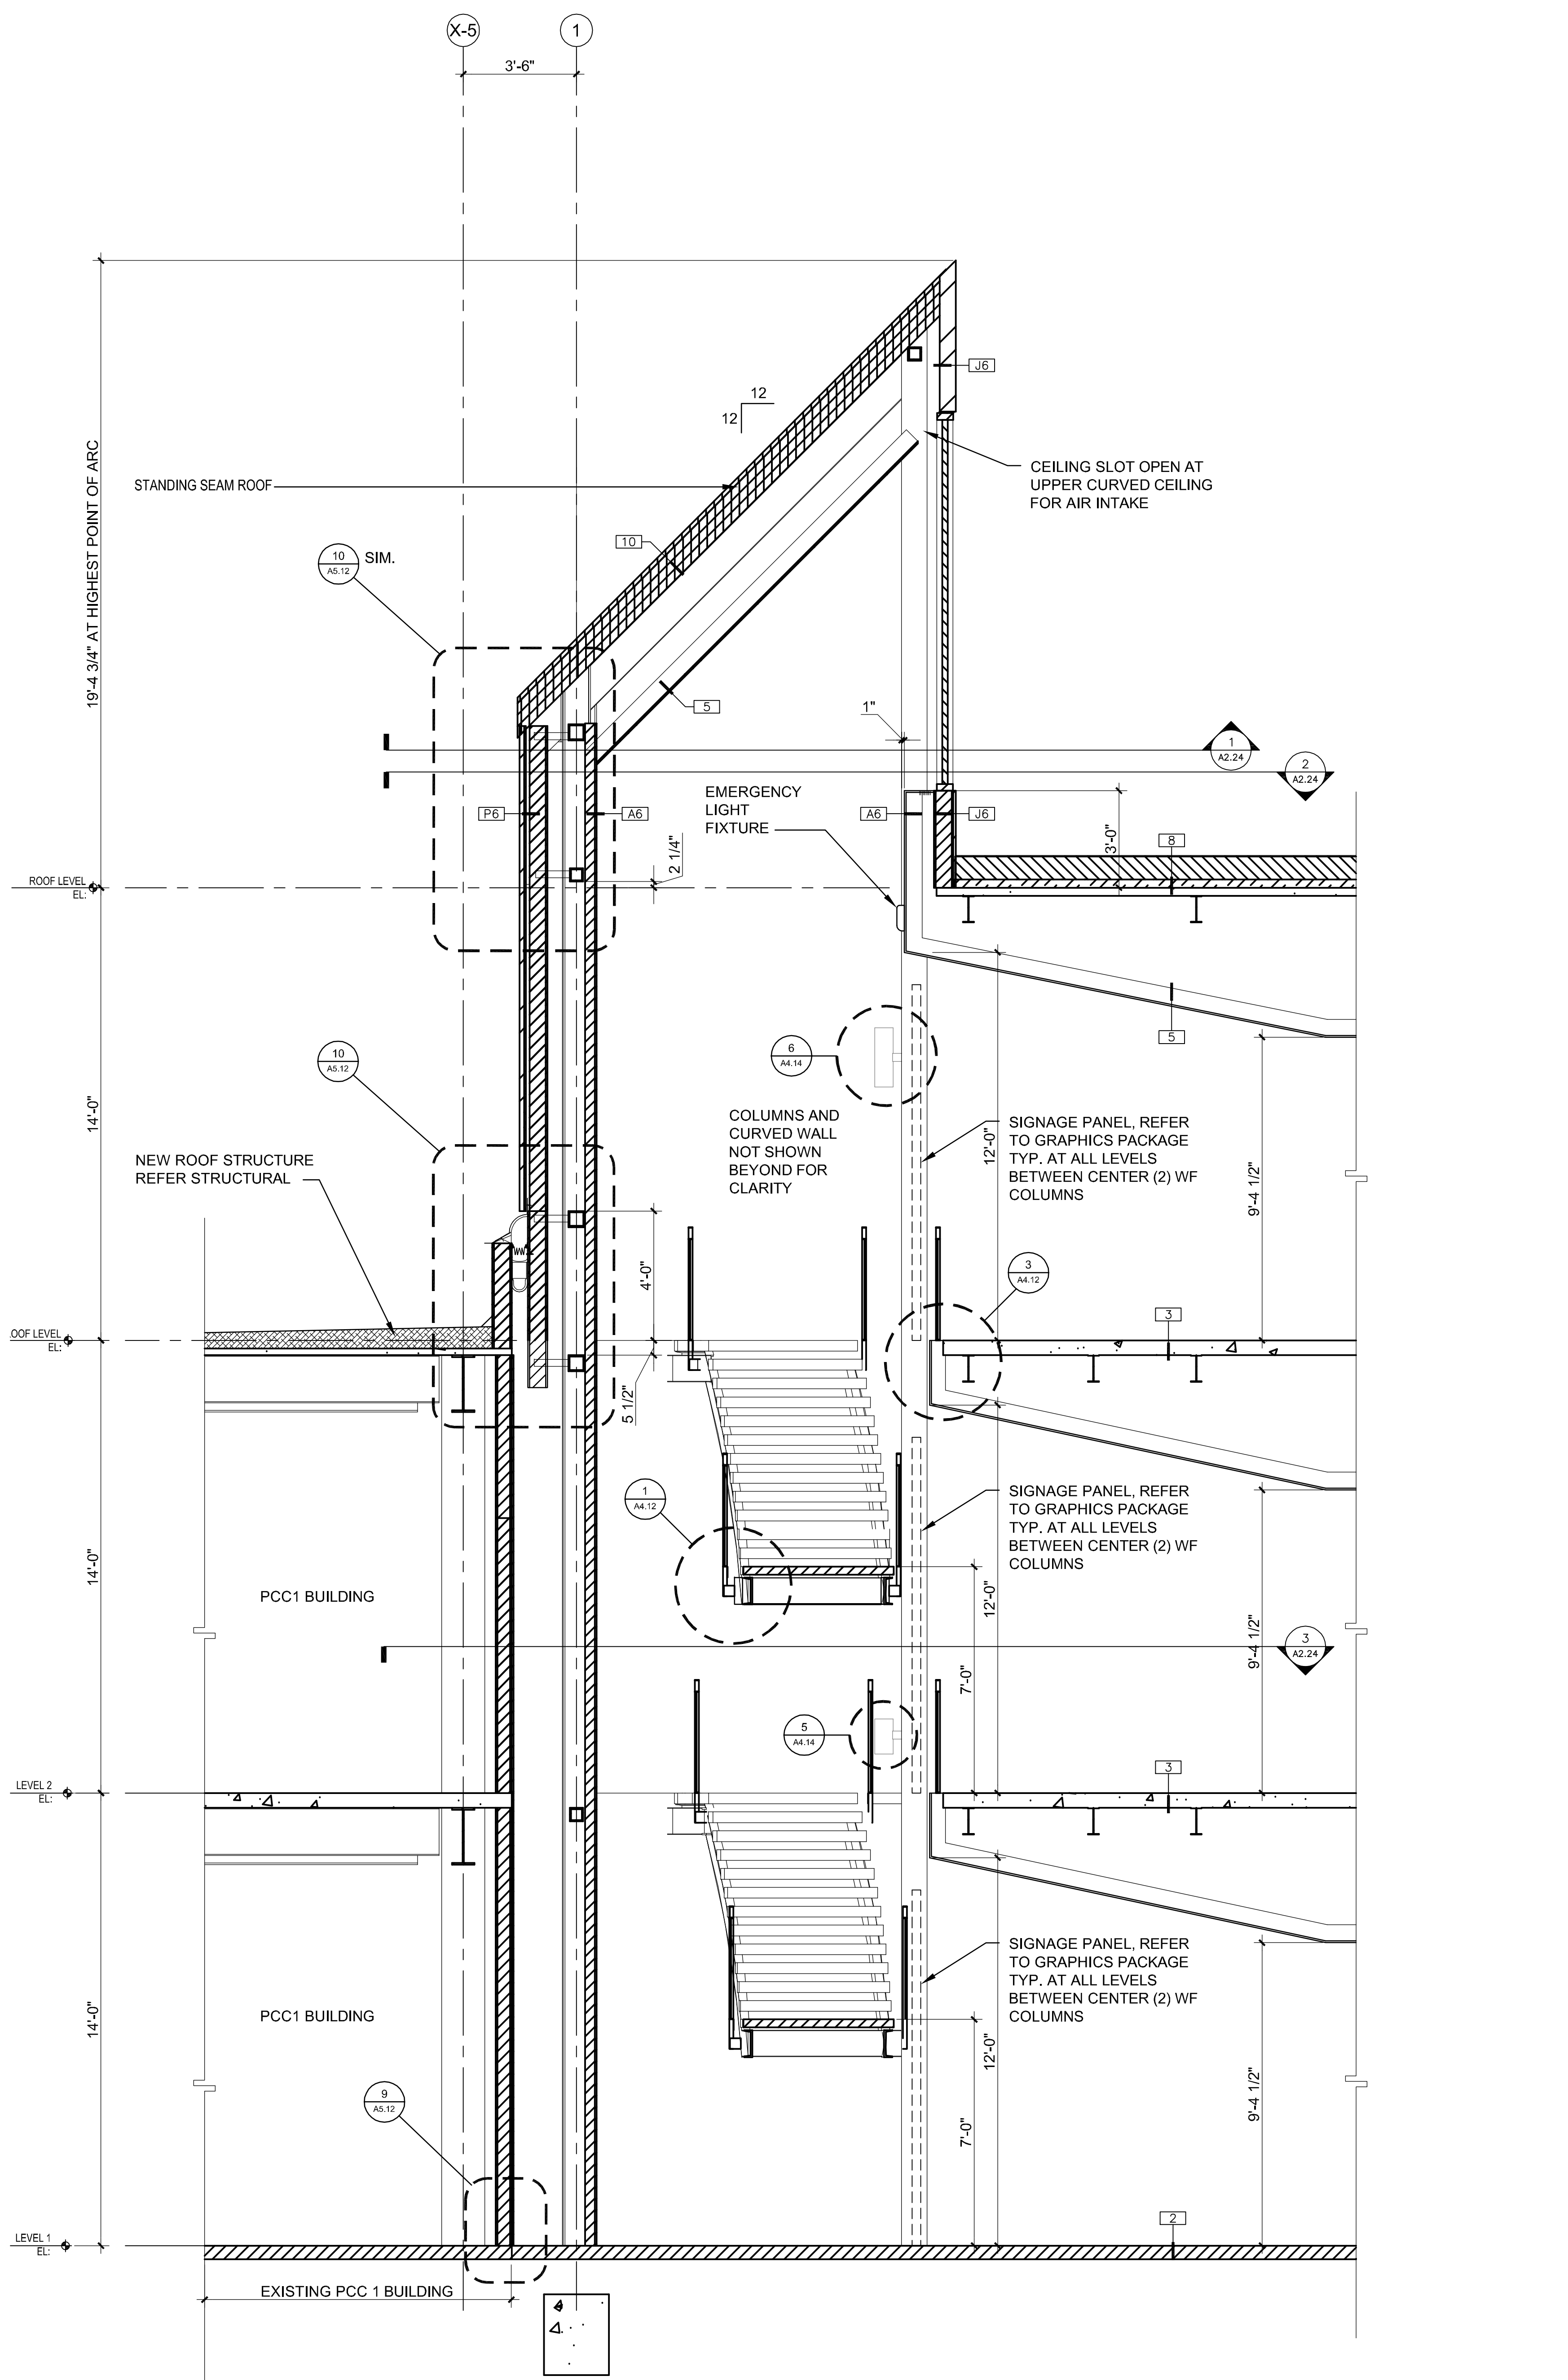 X-5
1
3'-6"
12
12
J6
19'-4 3/4" AT HIGHEST POINT OF ARC
STANDING SEAM ROOF
CEILING SLOT OPEN AT
UPPER CURVED CEILING
FOR AIR INTAKE
10
10
A5.12
SIM.
5
1"
1
A2.24
2
A2.24
EMERGENCY
LIGHT
FIXTURE
P6
A6
A6
J6
3'-0"
8
2 1/4"
ROOF LEVEL
EL:
5
10
A5.12
6
A4.14
14'-0"
COLUMNS AND
CURVED WALL
NOT SHOWN
BEYOND FOR
CLARITY
12'-0"
SIGNAGE PANEL, REFER
TO GRAPHICS PACKAGE
TYP. AT ALL LEVELS
BETWEEN CENTER (2) WF
COLUMNS
9'-4 1/2"
NEW ROOF STRUCTURE
REFER STRUCTURAL
4'-0"
3
A4.12
3
OOF LEVEL
EL:
5 1/2"
1
A4.12
SIGNAGE PANEL, REFER
TO GRAPHICS PACKAGE
TYP. AT ALL LEVELS
BETWEEN CENTER (2) WF
COLUMNS
14'-0"
PCC1 BUILDING
12'-0"
9'-4 1/2"
7'-0"
3
A2.24
5
A4.14
3
LEVEL 2
EL:
SIGNAGE PANEL, REFER
TO GRAPHICS PACKAGE
TYP. AT ALL LEVELS
BETWEEN CENTER (2) WF
COLUMNS
14'-0"
PCC1 BUILDING
12'-0"
9'-4 1/2"
7'-0"
9
A5.12
2
LEVEL 1
EL:
EXISTING PCC 1 BUILDING